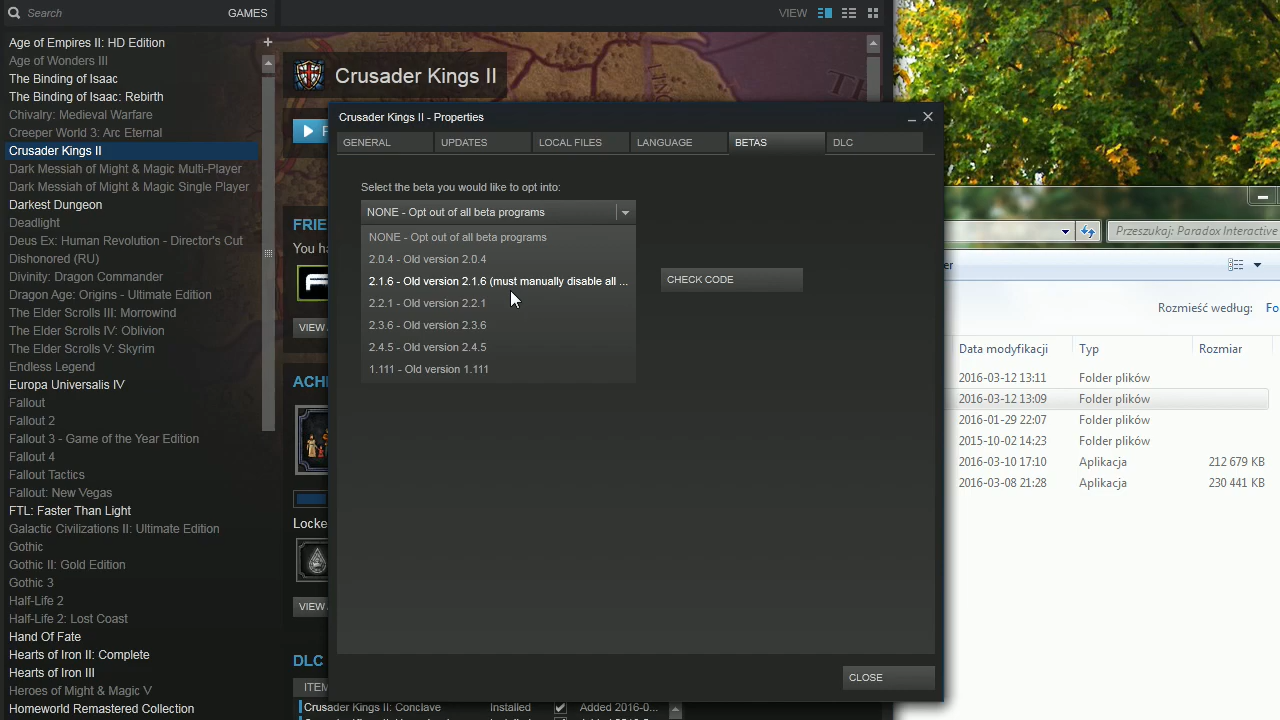 Search
GAMES
VIEW
Age of Empires II: HD Edition
Age of Wonders III
The Binding of Isaac
The Binding of Isaac: Rebirth
Chivalry: Medieval Warfare
Creeper World 3: Arc Eternal
Crusader Kings II
Dark Messiah of Might & Magic Multi-Player
Dark Messiah of Might & Magic Single Player
Darkest Dungeon
Deadlight
Deus Ex: Human Revolution - Director's Cut
Dishonored (RU)
Divinity: Dragon Commander
Dragon Age: Origins - Ultimate Edition
The Elder Scrolls III: Morrowind
The Elder Scrolls IV: Oblivion
The Elder Scrolls V: Skyrim
Endless Legend
Europa Universalis IV
Fallout
Fallout 2
Fallout 3 - Game of the Year Edition
Fallout 4
Fallout Tactics
Fallout: New Vegas
FTL: Faster Than Light
Galactic Civilizations II: Ultimate Edition
Gothic
Gothic II: Gold Edition
Gothic 3
Half-Life 2
Half-Life 2: Lost Coast
Hand Of Fate
Hearts of Iron II: Complete
Hearts of Iron III
Heroes of Might & Magic V
Homeworld Remastered Collection
Crusader Kings II
FRIE
You ha
VIEW
ACHI
Locke
VIEW
DLC
ITEM
Crusader Kings II: Conclave
Installed
Added 2016-0...
Crusader Kings II - Properties
GENERAL
UPDATES
LOCAL FILES
LANGUAGE
BETAS
DLC
Select the beta you would like to opt into:
NONE - Opt out of all beta programs
NONE - Opt out of all beta programs
2.0.4 - Old version 2.0.4
2.1.6 - Old version 2.1.6 (must manually disable all ...
2.2.1 - Old version 2.2.1
2.3.6 - Old version 2.3.6
2.4.5 - Old version 2.4.5
1.111 - Old version 1.111
CHECK CODE
CLOSE
Przeszukaj: Paradox Interactive
er
Rozmieść według:
Fo
Data modyfikacji
Typ
Rozmiar
2016-03-12 13:11
Folder plików
2016-03-12 13:09
Folder plików
2016-01-29 22:07
Folder plików
2015-10-02 14:23
Folder plików
2016-03-10 17:10
Aplikacja
212 679 KB
2016-03-08 21:28
Aplikacja
230 441 KB